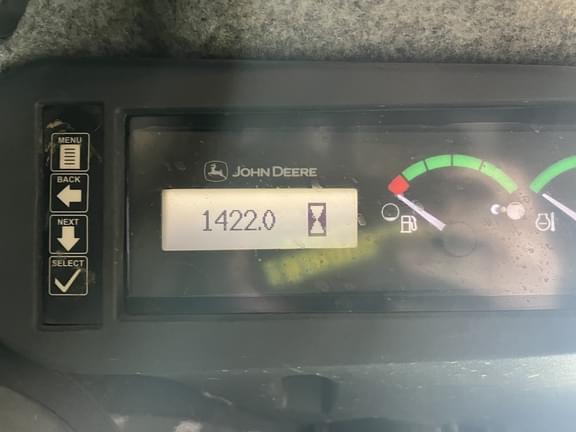 MENU
BACK
NEXT
SELECT
JOHN DEERE
1422.0